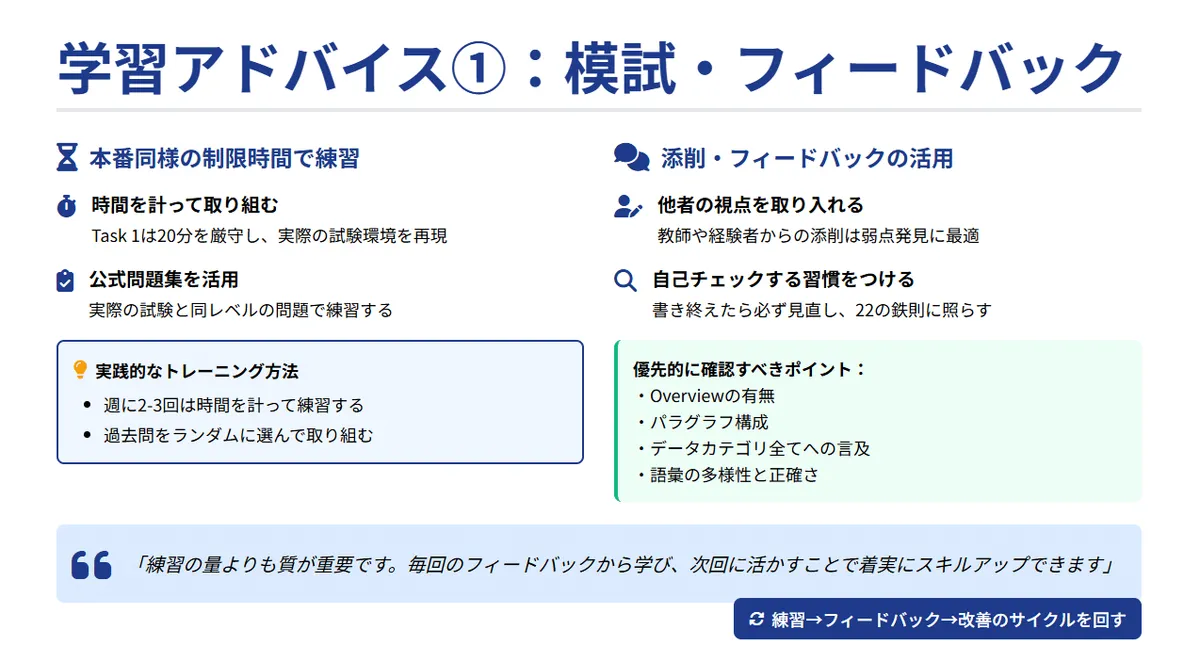 学習アドバイス①：模試・フィードバック
本番同様の制限時間で練習
時間を計って取り組む
Task 1は20分を厳守し、実際の試験環境を再現
公式問題集を活用
実際の試験と同レベルの問題で練習する
実践的なトレーニング方法
• 週に2-3回は時間を計って練習する
• 過去問をランダムに選んで取り組む
添削・フィードバックの活用
他者の視点を取り入れる
教師や経験者からの添削は弱点発見に最適
自己チェックする習慣をつける
書き終えたら必ず見直し、22の鉄則に照らす
優先的に確認すべきポイント：
・Overviewの有無
・パラグラフ構成
・データカテゴリ全てへの言及
・語彙の多様性と正確さ
「練習の量よりも質が重要です。毎回のフィードバックから学び、次回に活かすことで着実にスキルアップできます」
練習→フィードバック→改善のサイクルを回す